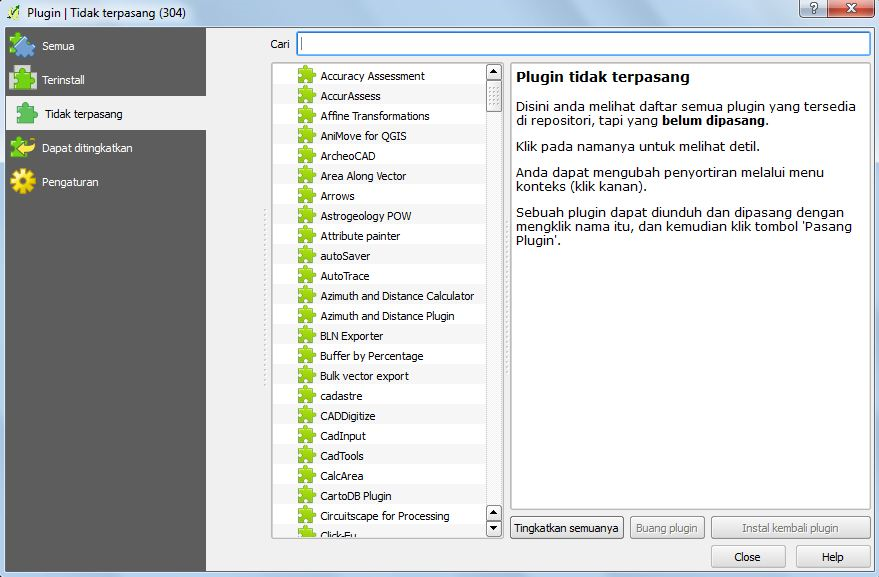 Plugin | Tidak terpasang (304)
?
Semua
Terinstall
Tidak terpasang
Dapat ditingkatkan
Pengaturan
Cari
Accuracy Assessment
AccurAssess
Affine Transformations
AniMove for QGIS
ArcheoCAD
Area Along Vector
Arrows
Astrogeology POW
Attribute painter
autoSaver
AutoTrace
Azimuth and Distance Calculator
Azimuth and Distance Plugin
BLN Exporter
Buffer by Percentage
Bulk vector export
cadastre
CADDigitize
CadInput
CadTools
CalcArea
CartoDB Plugin
Circuitscape for Processing
Click-Fu
Plugin tidak terpasang
Disini anda melihat daftar semua plugin yang tersedia
di repositori, tapi yang belum dipasang.
Klik pada namanya untuk melihat detil.
Anda dapat mengubah penyortiran melalui menu
konteks (klik kanan).
Sebuah plugin dapat diunduh dan dipasang dengan
mengklik nama itu, dan kemudian klik tombol 'Pasang
Plugin'.
Tingkatkan semuanya
Buang plugin
Instal kembali plugin
Close
Help